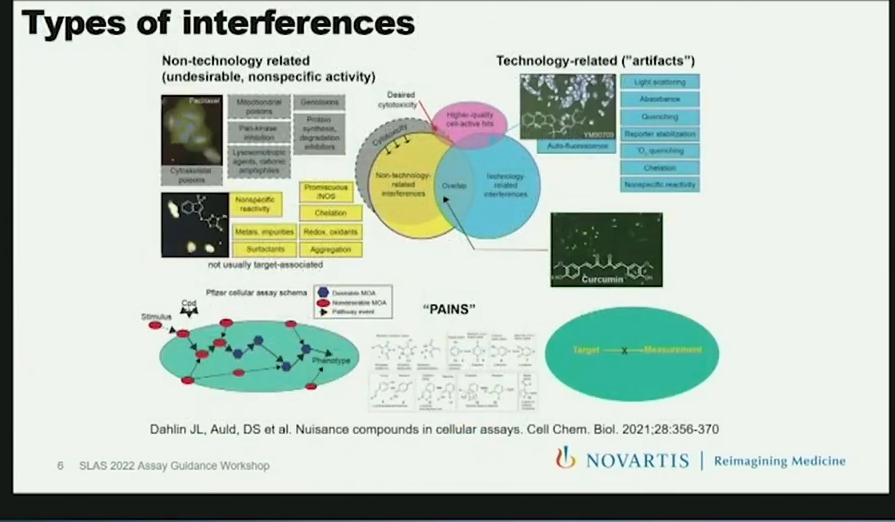 Types of interferences
Non-technology related
(undesirable, nonspecific activity)
Technology-related ("artifacts")
Paclitaxel
Cytoskeletal
poisons
Mitochondrial
poisons
Pan-kinase
inhibition
Lysosomotropic
agents, cationic
amphiphiles
Genotoxins
Protein
synthesis,
degradation
inhibitors
Nonspecific
reactivity
Metals, impurities
Surfactants
Promiscuous
/NOS
Chelation
Redox, oxidants
Aggregation
not usually target-associated
Desired
cytotoxicity
Cytotoxicity
Higher-quality
cell-active hits
Non-technology-
related
interferences
Overlap
Technology-
related
interferences
Auto-fluorescence
Light scattering
Absorbance
Quenching
Reporter stabilization
¹O₂ quenching
Chelation
Nonspecific reactivity
Curcumin
Pfizer cellular assay schema
Desirable MOA
Nondesirable MOA
Pathway event
Cpd
Stimulus
Phenotype
"PAINS"
Target
X
Measurement
Dahlin JL, Auld, DS et al. Nuisance compounds in cellular assays. Cell Chem. Biol. 2021;28:356-370
6 SLAS 2022 Assay Guidance Workshop
NOVARTIS | Reimagining Medicine